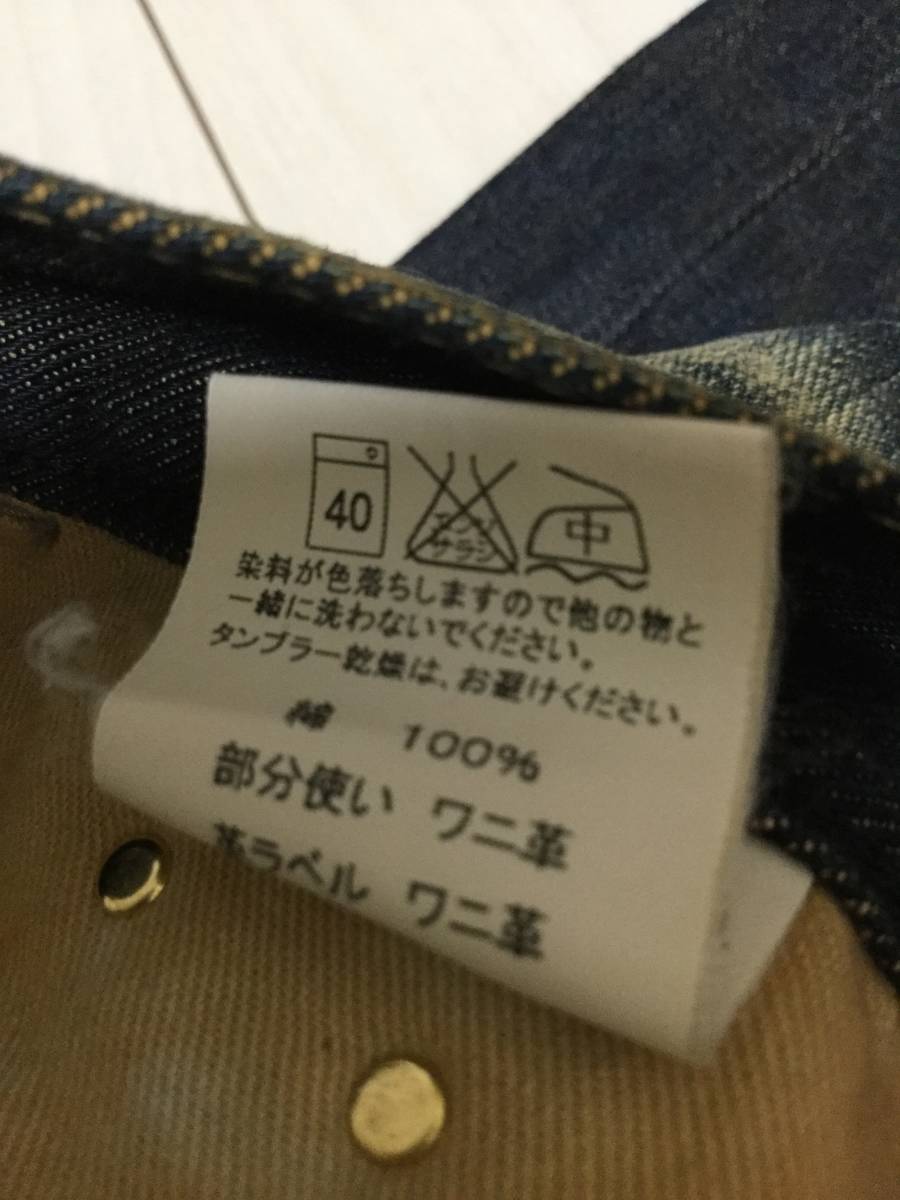 40
エンソ
サラシ
中
染料が色落ちしますので他の物と
一緒に洗わないでください。
タンブラー乾燥は、お避けください。
綿 100%
部分使い ワニ革
革ラベル ワニ革